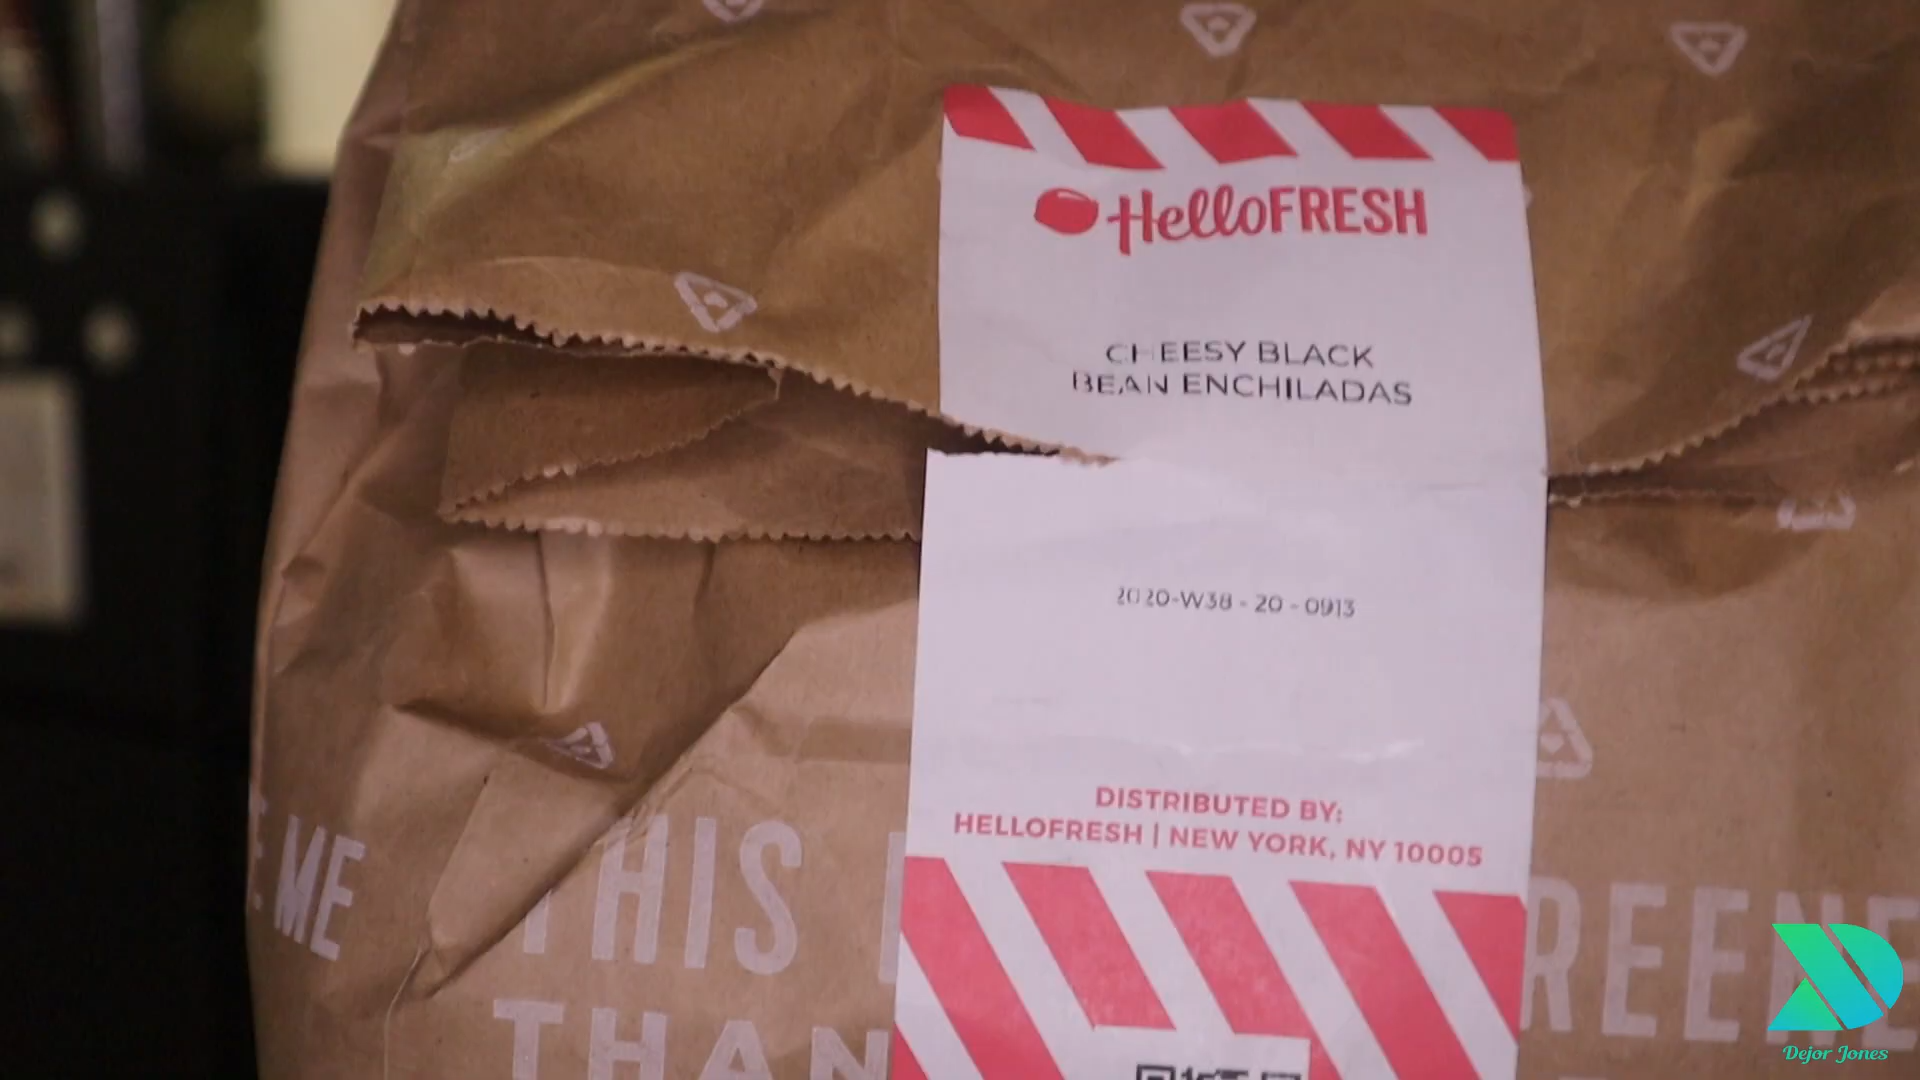 HelloFRESH
CHEESY BLACK
BEAN ENCHILADAS
2020-W38 - 20 - 0913
DISTRIBUTED BY:
HELLOFRESH | NEW YORK, NY 10005
ME
THIS
THAN
Dejor Jones